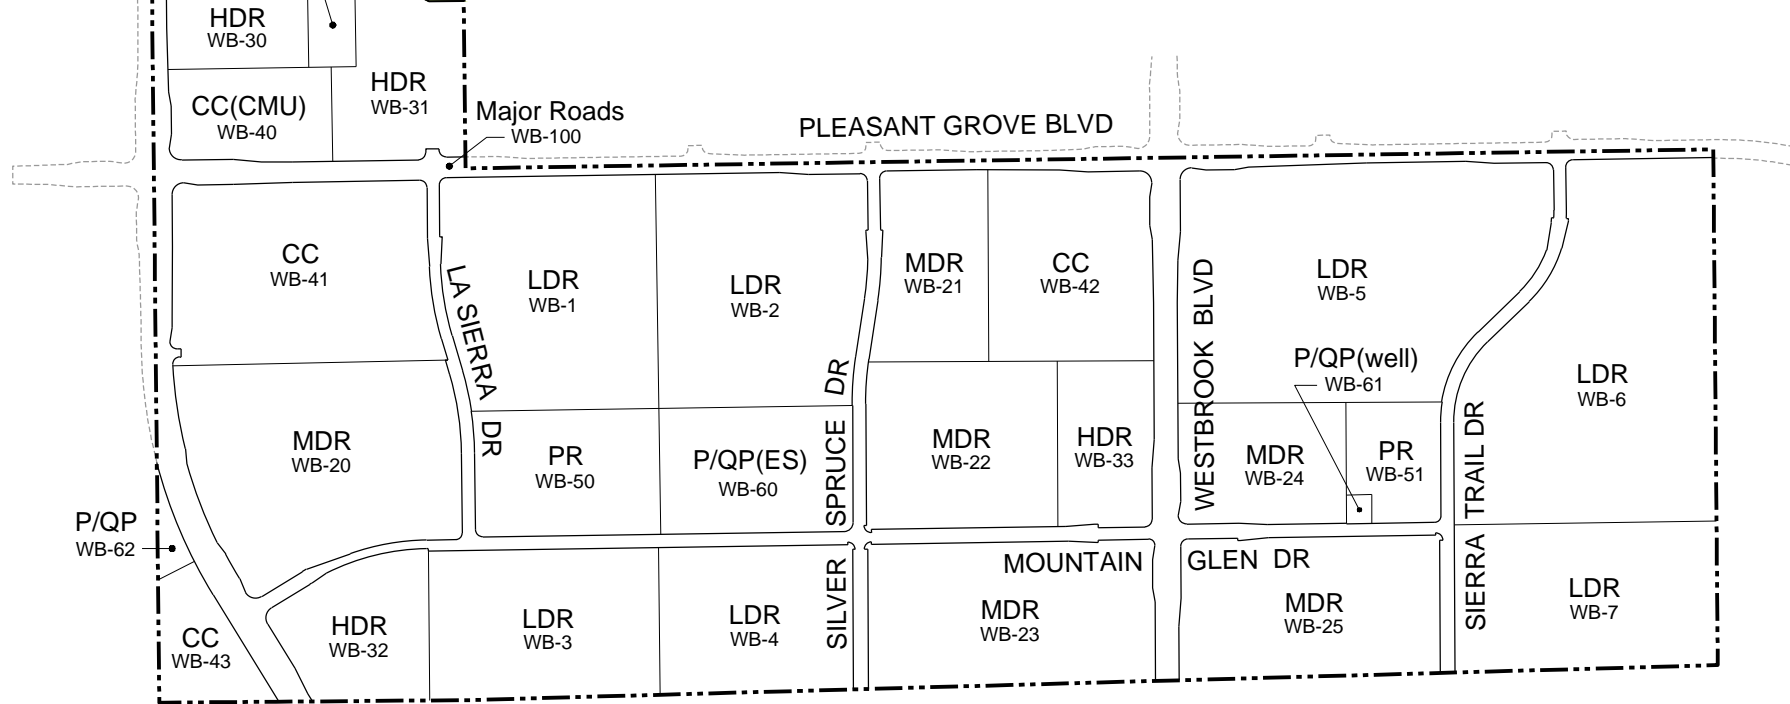 HDR
WB-30
HDR
WB-31
CC(CMU)
WB-40
Major Roads
WB-100
PLEASANT GROVE BLVD
CC
WB-41
LA SIERRA DR
LDR
WB-1
LDR
WB-2
MDR
WB-21
CC
WB-42
WESTBROOK BLVD
LDR
WB-5
P/QP(well)
WB-61
LDR
WB-6
MDR
WB-20
PR
WB-50
P/QP(ES)
WB-60
SILVER SPRUCE DR
MDR
WB-22
HDR
WB-33
MDR
WB-24
PR
WB-51
SIERRA TRAIL DR
P/QP
WB-62
MOUNTAIN GLEN DR
CC
WB-43
HDR
WB-32
LDR
WB-3
LDR
WB-4
MDR
WB-23
MDR
WB-25
LDR
WB-7